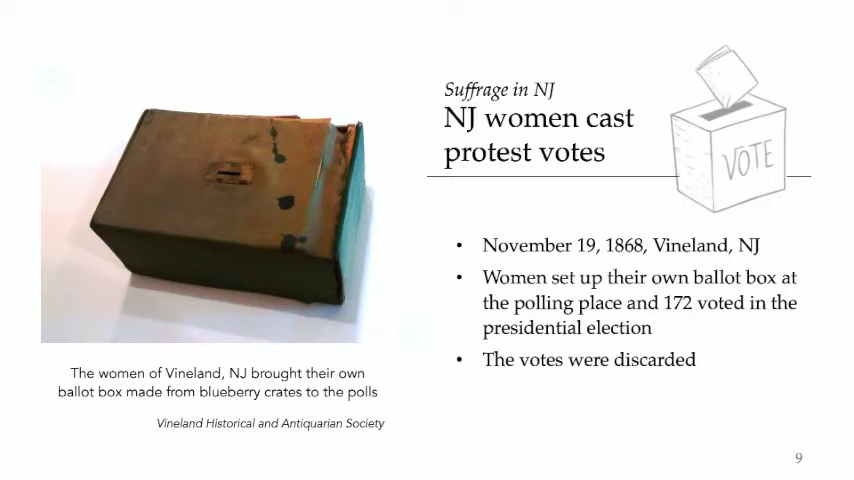 Suffrage in NJ
NJ women cast
protest votes
VOTE
• November 19, 1868, Vineland, NJ
• Women set up their own ballot box at
the polling place and 172 voted in the
presidential election
• The votes were discarded
The women of Vineland, NJ brought their own
ballot box made from blueberry crates to the polls
Vineland Historical and Antiquarian Society
9